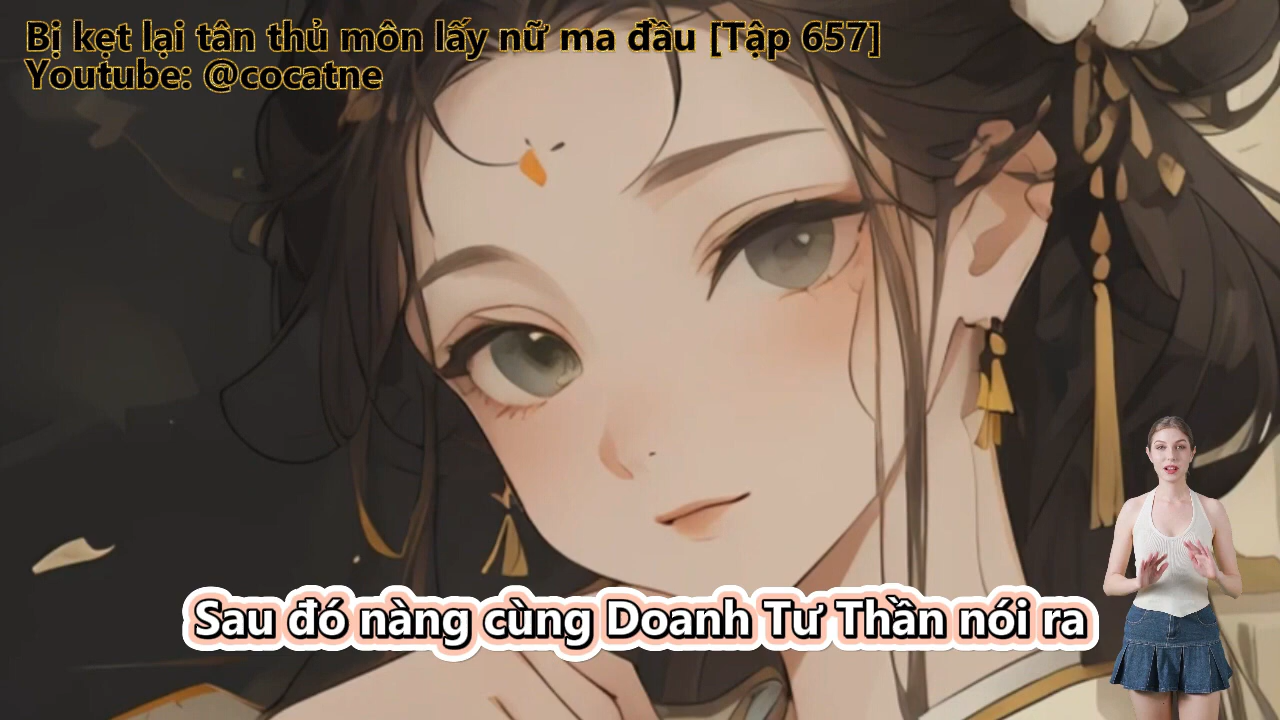 Bị kẹt lại tân thủ môn lấy nữ ma đầu [Tập 657]
Youtube: @cocatne
Sau đó nàng cùng Doanh Tư Thần nói ra